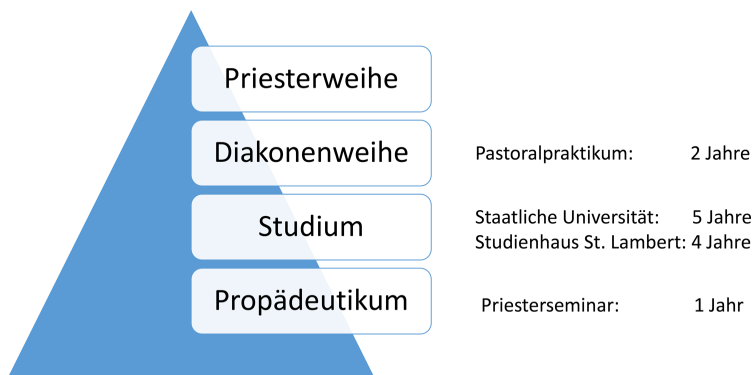 Priesterweihe
Diakonenweihe
Pastoralpraktikum: 2 Jahre
Studium
Staatliche Universität: 5 Jahre
Studienhaus St. Lambert: 4 Jahre
Propädeutikum
Priesterseminar: 1 Jahr